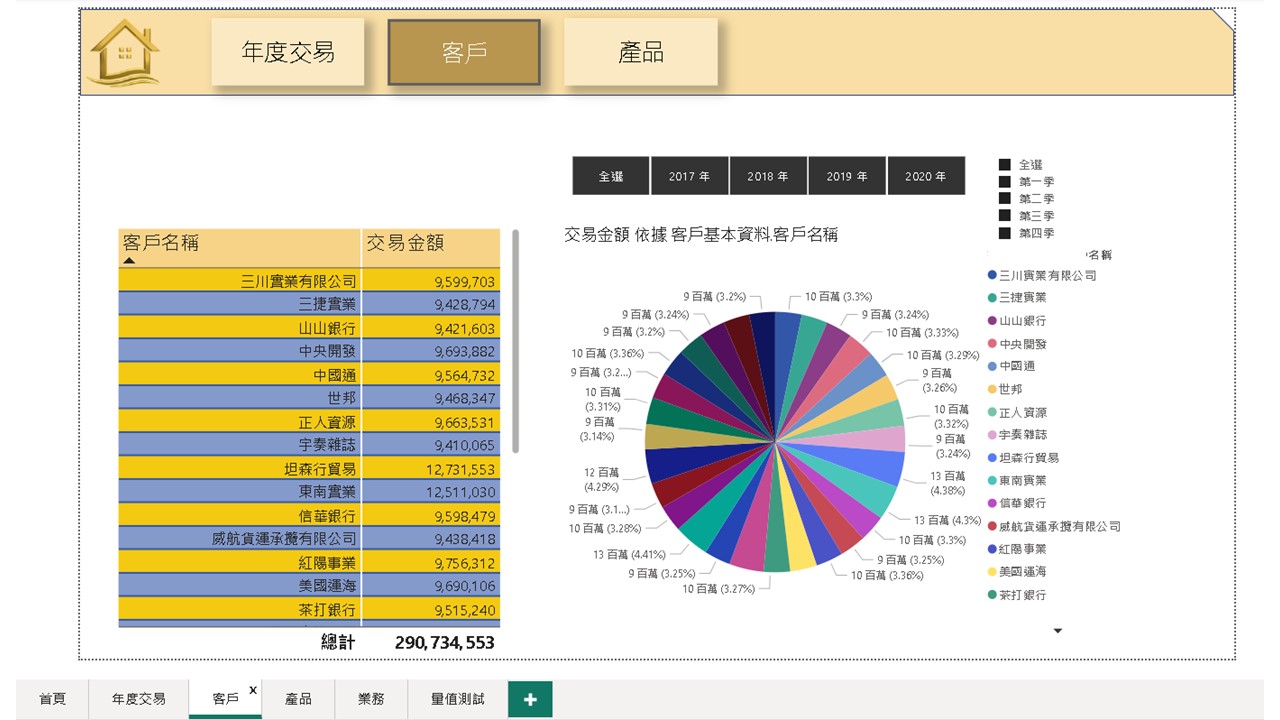 年度交易
客戶
產品
全選
2017 年
2018 年
2019 年
2020 年
全選
第一季
第二季
第三季
第四季
客戶名稱 交易金額
三川實業有限公司 9,599,703
三捷實業 9,428,794
山山銀行 9,421,603
中央開發 9,693,882
中國通 9,564,732
世邦 9,468,347
正人資源 9,663,531
宇奏雜誌 9,410,065
坦森行貿易 12,731,553
東南實業 12,511,030
信華銀行 9,598,479
威航貨運承攬有限公司 9,438,418
紅陽事業 9,756,312
美國運海 9,690,106
茶打銀行 9,515,240
總計 290,734,553
交易金額 依據 客戶基本資料.客戶名稱
10 百萬 (3.3%)
9 百萬 (3.24%)
10 百萬 (3.33%)
10 百萬 (3.29%)
9 百萬
(3.26%)
10 百萬
(3.32%)
9 百萬
(3.24%)
13 百萬
(4.38%)
13 百萬 (4.3%)
10 百萬 (3.3%)
9 百萬 (3.25%)
10 百萬 (3.36%)
10 百萬 (3.27%)
9 百萬 (3.25%)
13 百萬 (4.41%)
10 百萬 (3.28%)
9 百萬 (3.1...)
12 百萬
(4.29%)
9 百萬
(3.14%)
10 百萬
(3.31%)
9 百萬 (3.2...)
10 百萬 (3.36%)
9 百萬 (3.2%)
9 百萬 (3.24%)
9 百萬 (3.2%)
名稱
三川實業有限公司
三捷實業
山山銀行
中央開發
中國通
世邦
正人資源
宇奏雜誌
坦森行貿易
東南實業
信華銀行
威航貨運承攬有限公司
紅陽事業
美國運海
茶打銀行
首頁
年度交易
客戶 x
產品
業務
量值測試
+